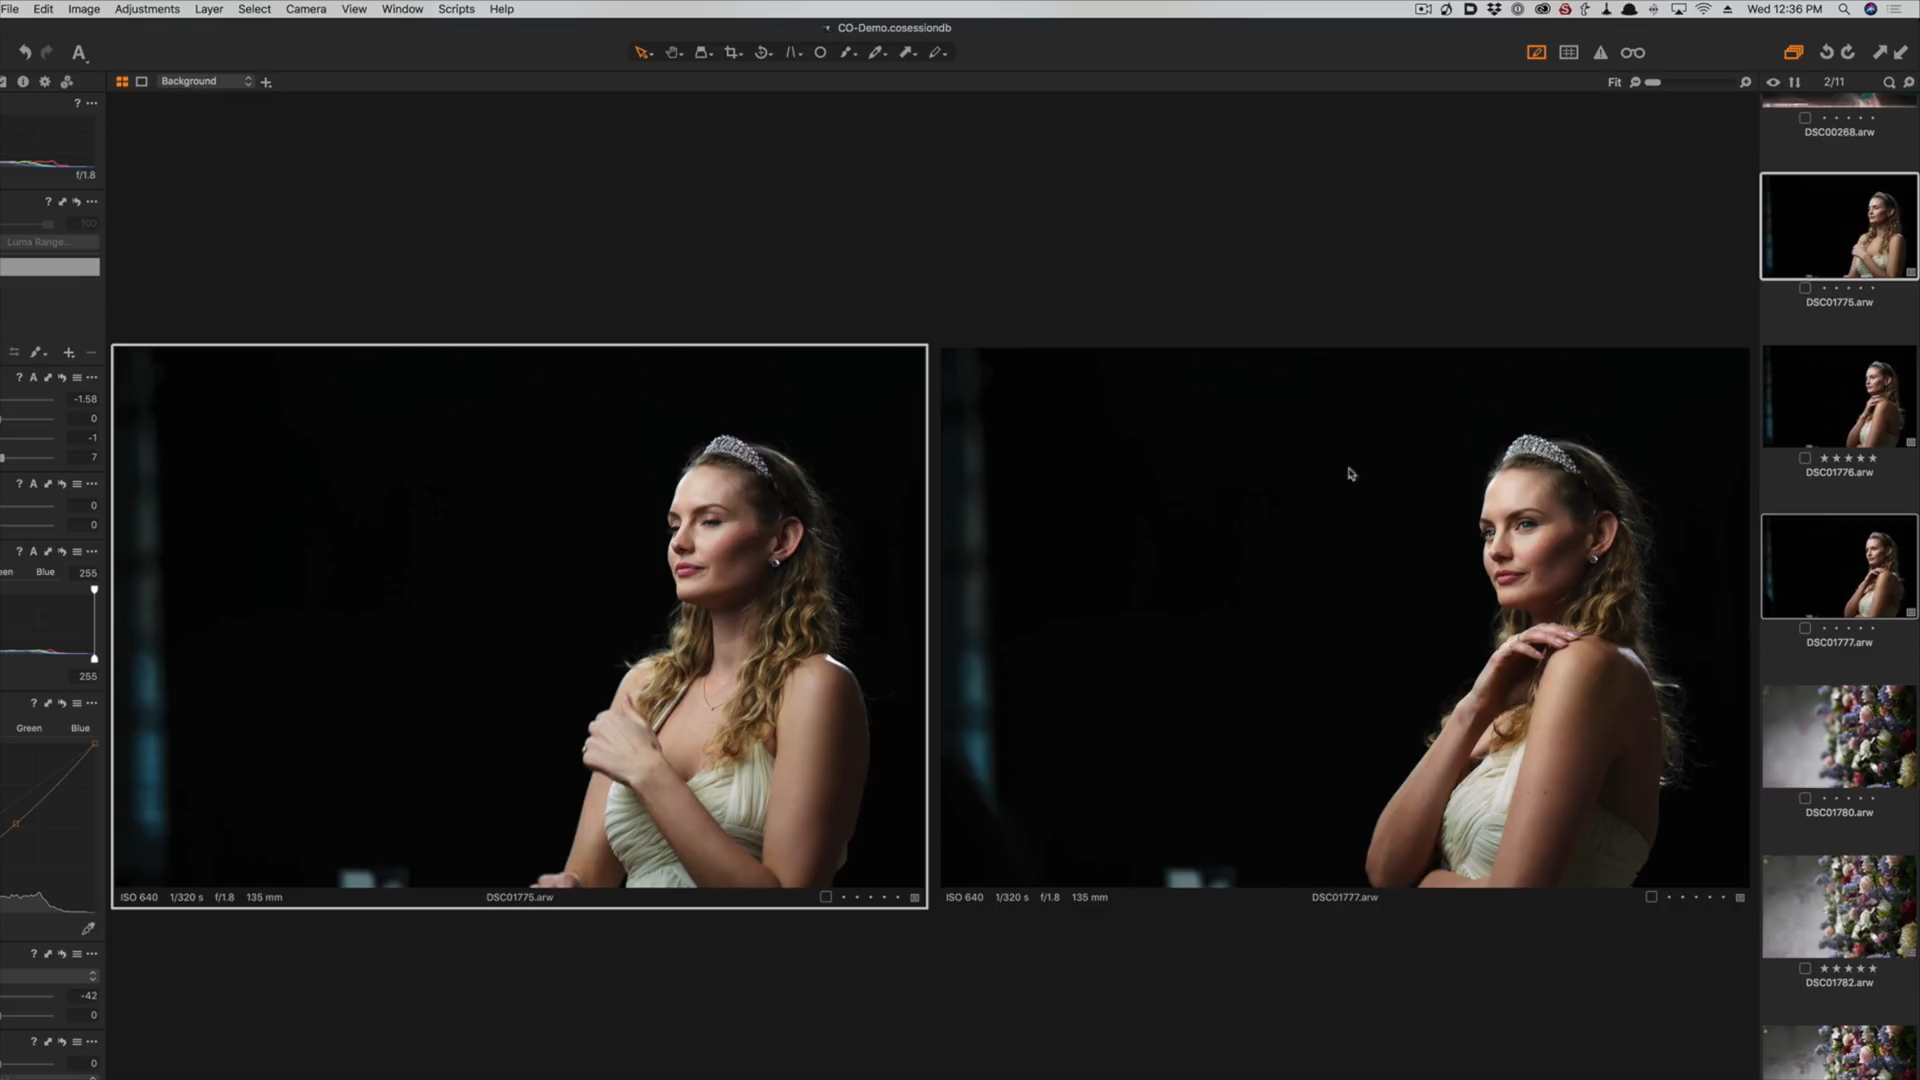 File Edit Image Adjustments Layer Select Camera View Window Scripts Help
Wed 12:36 PM
CO-Demo.cosessiondb
A
Background
Fit
2/11
?
f/1.8
?
100
Luma Range...
? A
-1.58
0
-1
7
? A
0
0
? A
Blue 255
255
?
Green Blue
?
-42
0
?
0
ISO 640 1/320 s f/1.8 135 mm DSC01775.arw
ISO 640 1/320 s f/1.8 135 mm DSC01777.arw
DSC00268.arw
DSC01775.arw
DSC01776.arw
DSC01777.arw
DSC01780.arw
DSC01782.arw